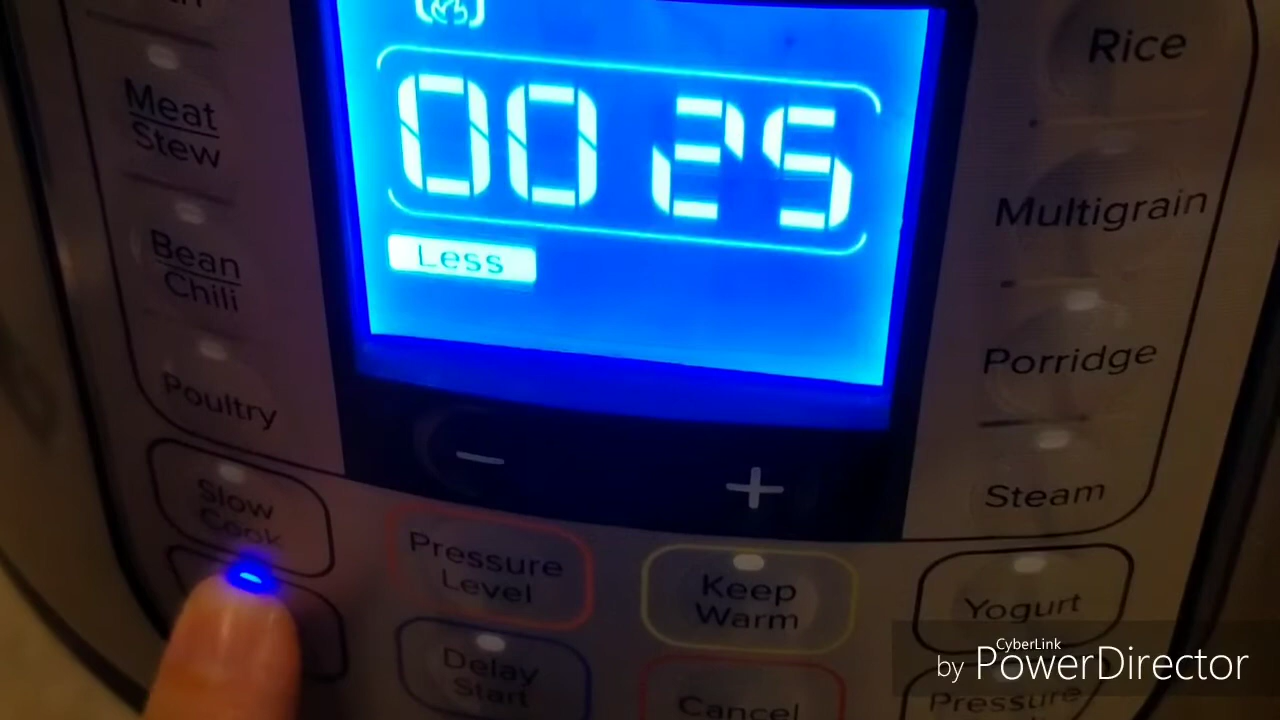 00 25
Less
Meat
Stew
Bean
Chili
Poultry
Slow
Cook
Rice
Multigrain
Porridge
Steam
− +
Pressure
Level
Keep
Warm
Yogurt
Delay
Start
Cancel
Pressure
CyberLink
by PowerDirector